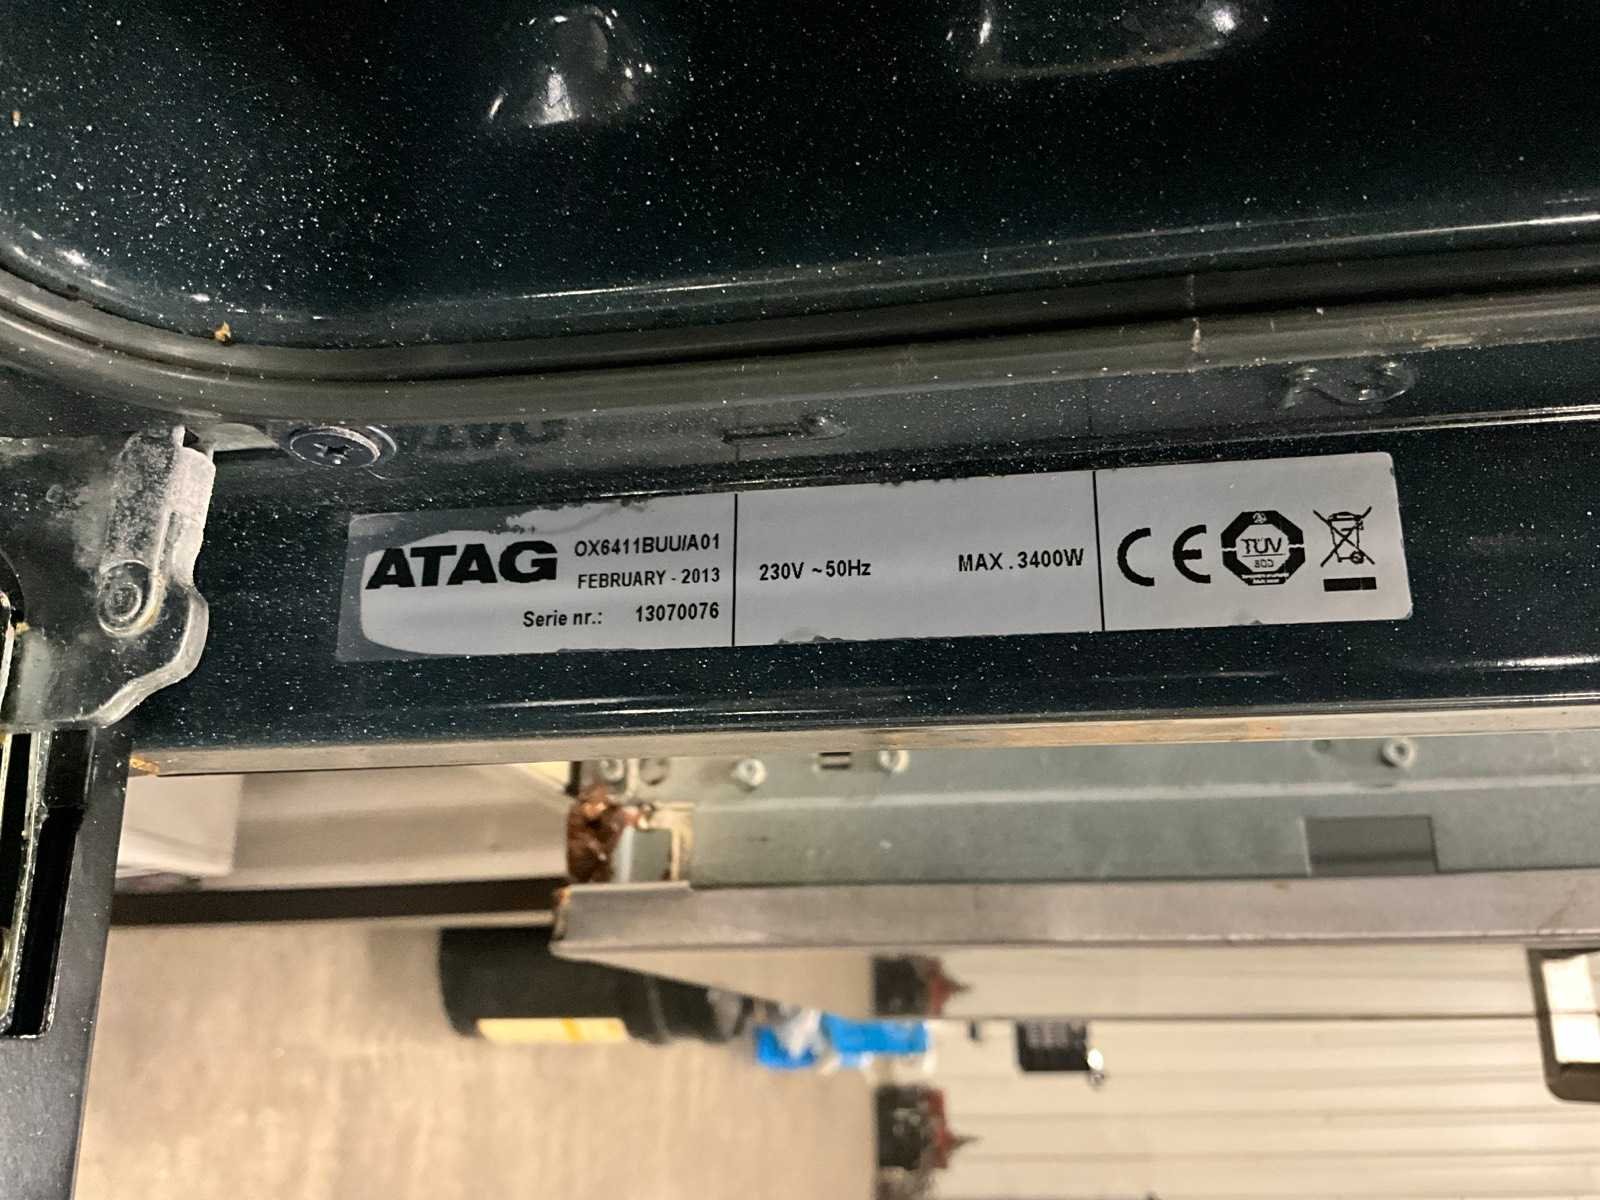 ATAG
OX6411BUU/A01
FEBRUARY - 2013
Serie nr.: 13070076
230V ~50Hz
MAX . 3400W
CE
TÜV